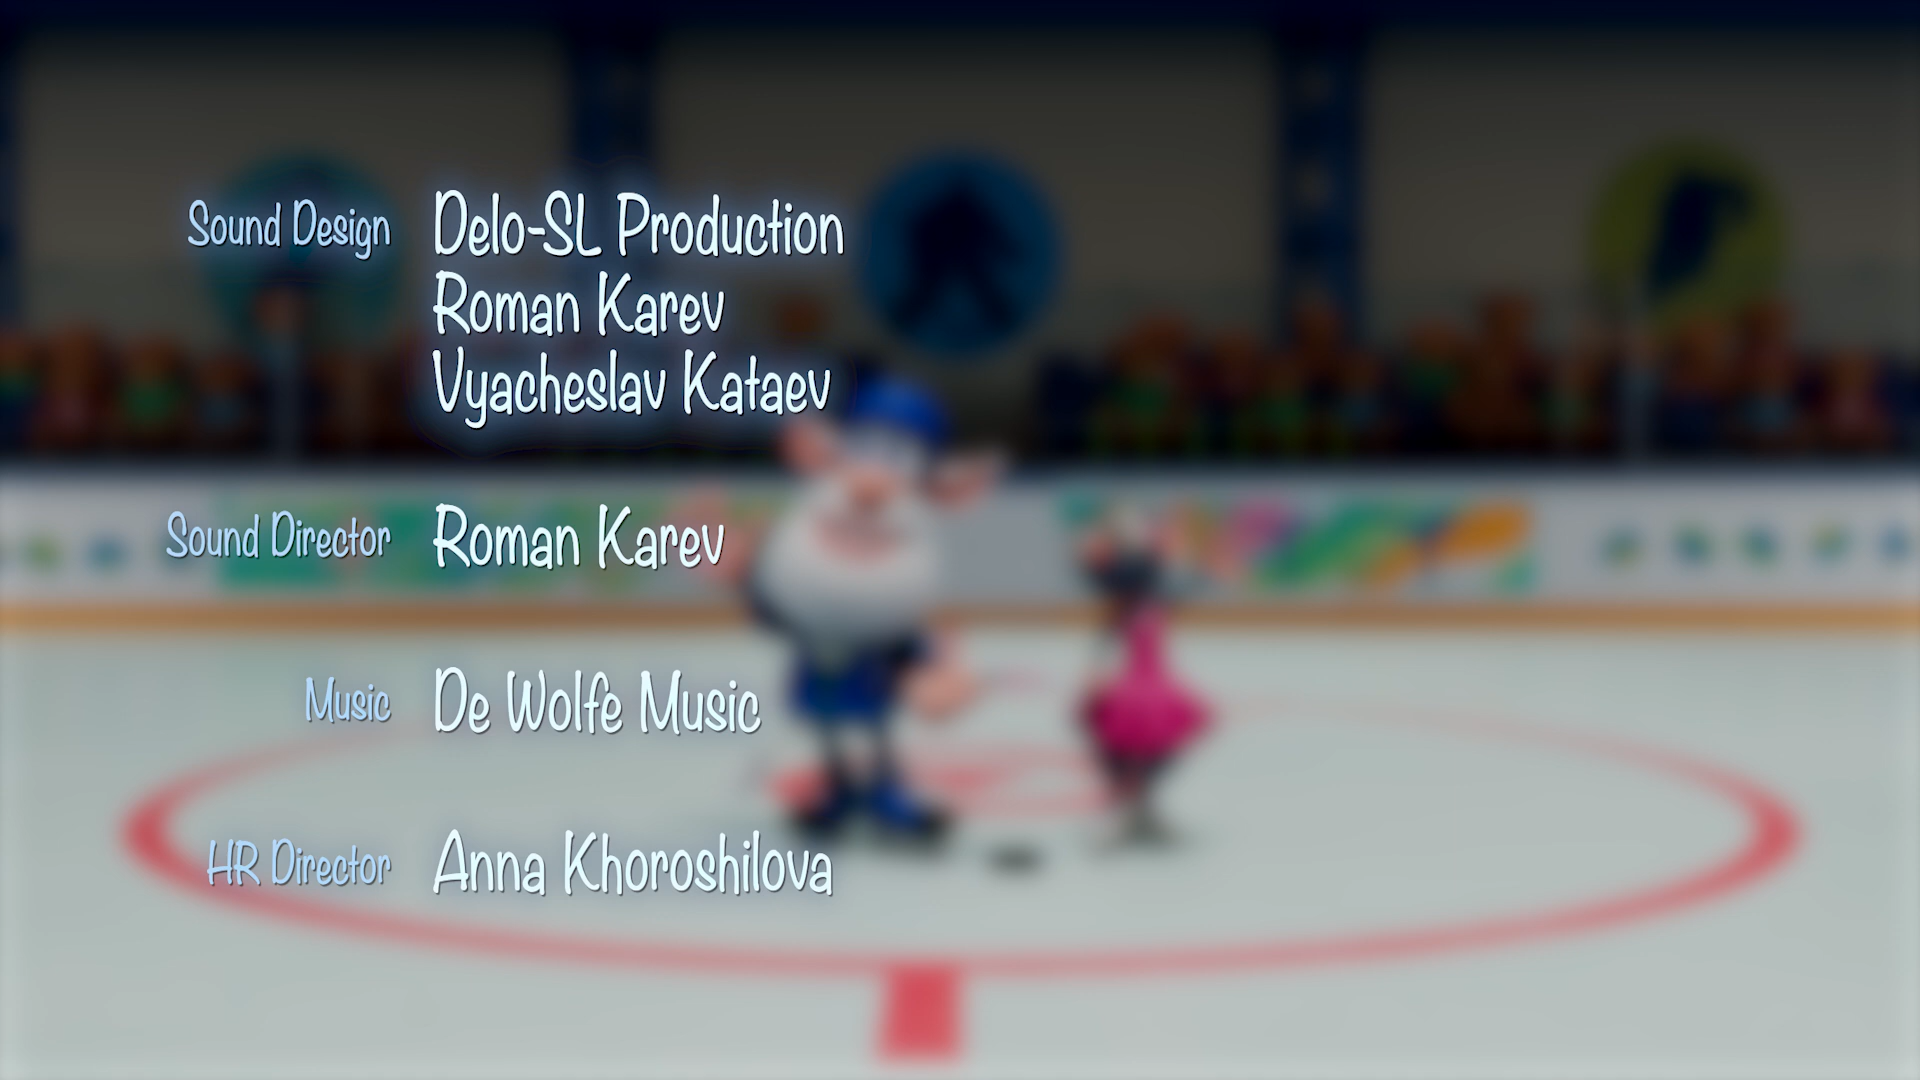 Sound Design Delo-SL Production
Roman Karev
Vyacheslav Kataev
Sound Director Roman Karev
Music De Wolfe Music
HR Director Anna Khoroshilova